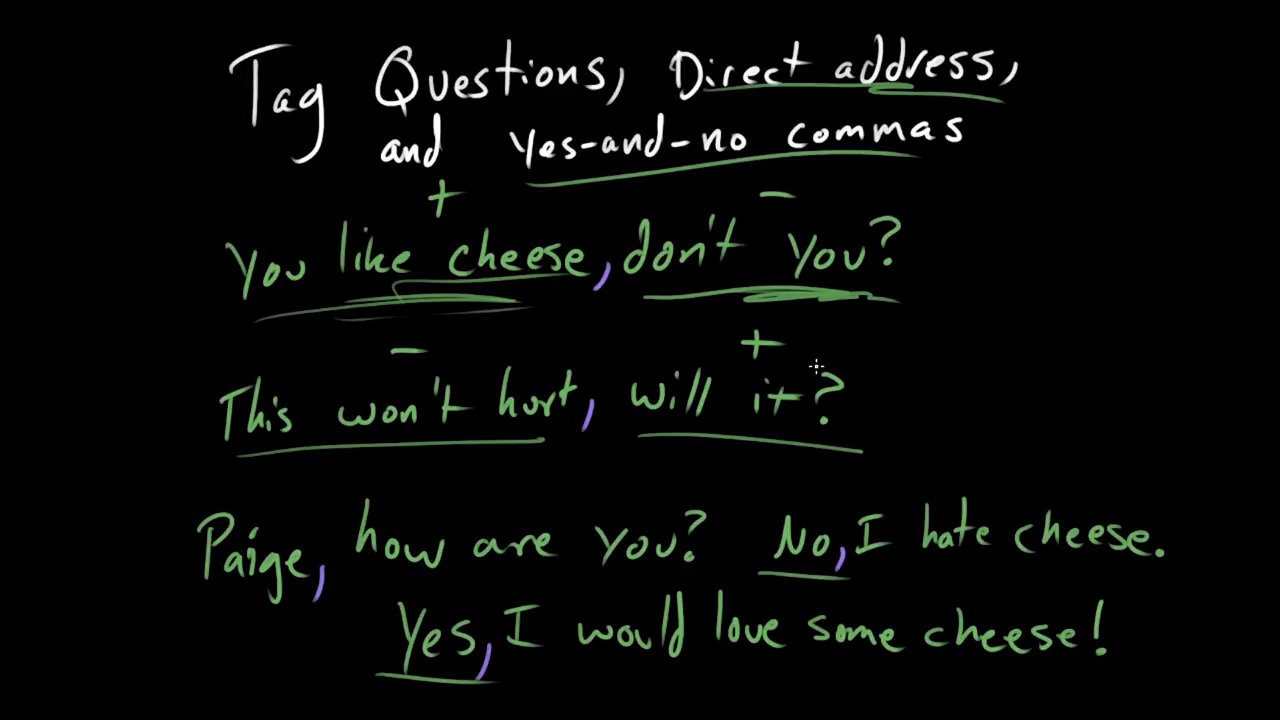 Tag Questions, Direct address,
and Yes-and-no commas
+ -
You like cheese, don't you?
- +
This won't hurt, will it?
Paige, how are you? No, I hate cheese.
Yes, I would love some cheese!